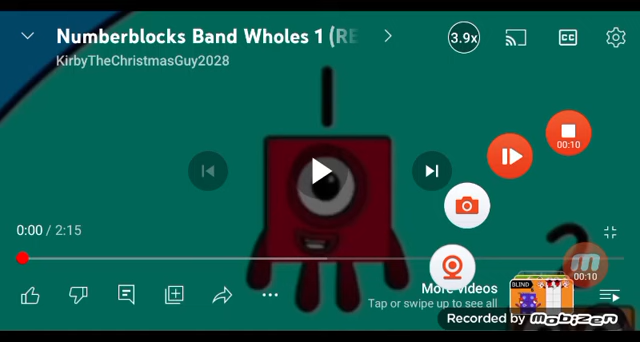 Numberblocks Band Wholes 1 (RE
3.9x
CC
KirbyTheChristmasGuy2028
00:10
0:00 / 2:15
00:10
More videos
Tap or swipe up to see all
BLIND
Recorded by MOBIZEN